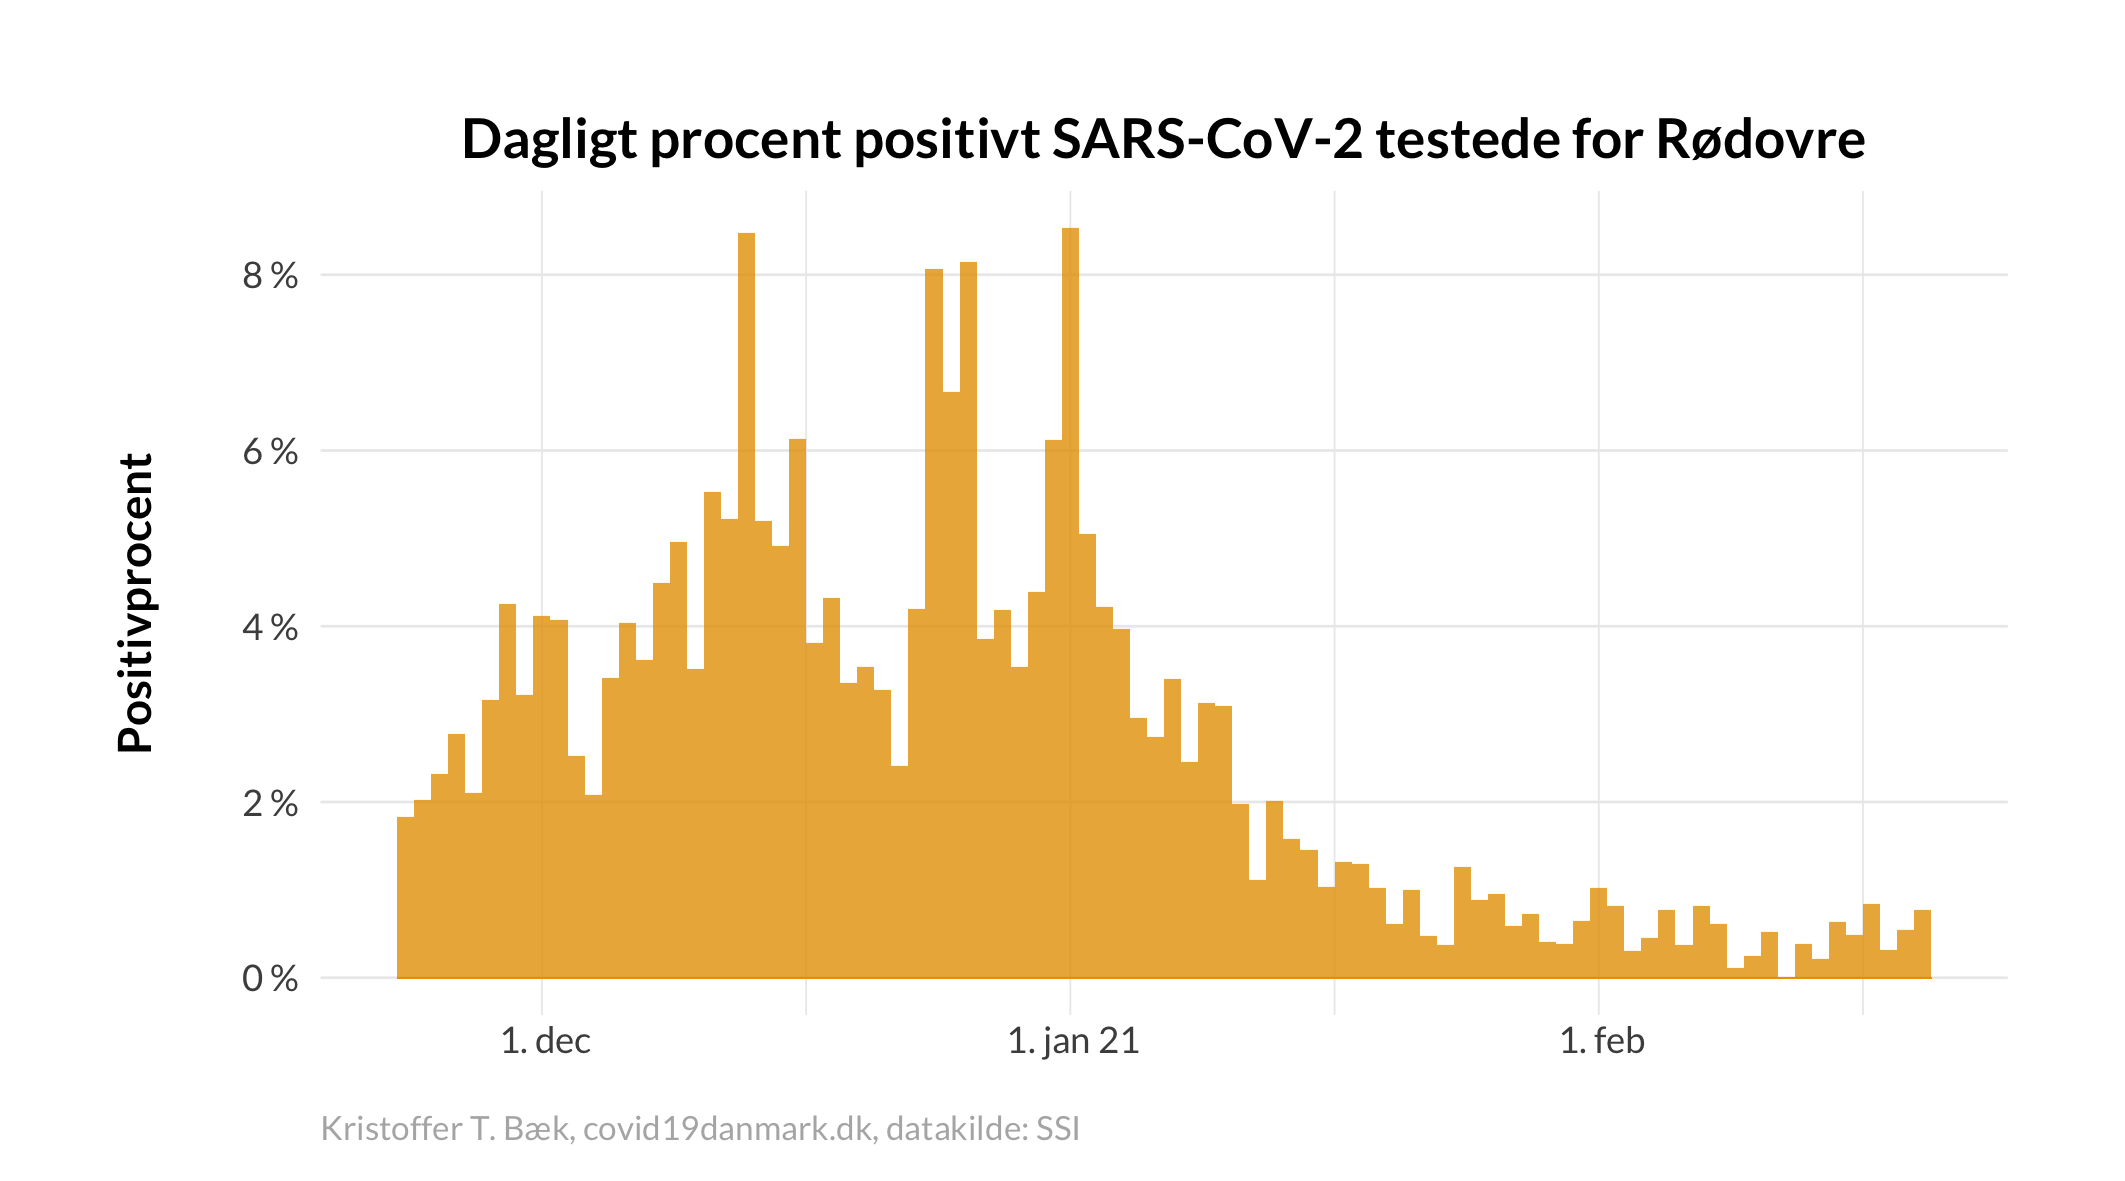 Dagligt procent positivt SARS-CoV-2 testede for Rødovre
Positivprocent
8 %
6 %
4 %
2 %
0 %
1. dec
1. jan 21
1. feb
Kristoffer T. Bæk, covid19danmark.dk, datakilde: SSI